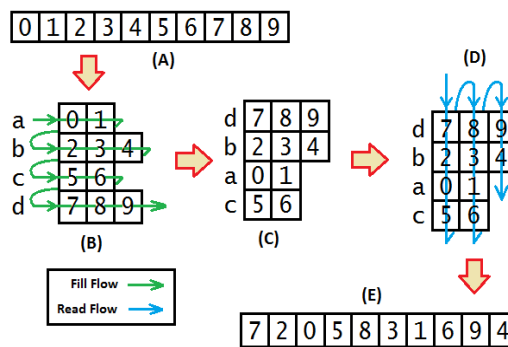 0 1 2 3 4 5 6 7 8 9
(A)
a 0 1
b 2 3 4
c 5 6
d 7 8 9
(B)
d 7 8 9
b 2 3 4
a 0 1
c 5 6
(C)
(D)
d 7 8 9
b 2 3 4
a 0 1
c 5 6
Fill Flow
Read Flow
(E)
7 2 0 5 8 3 1 6 9 4